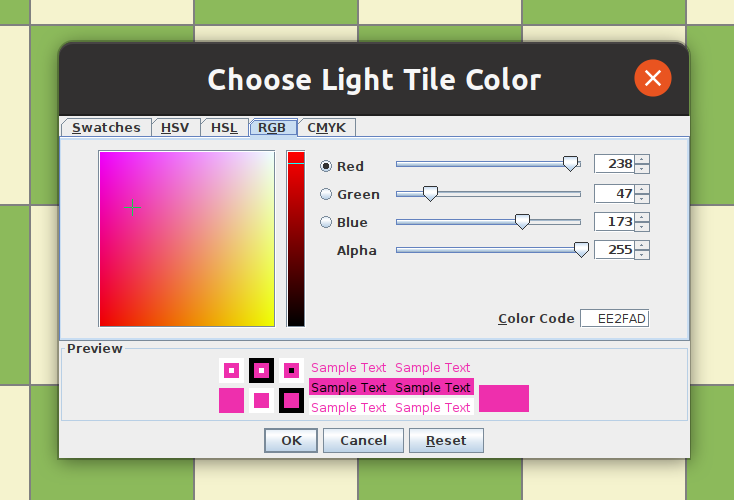 Choose Light Tile Color
Swatches HSV HSL RGB CMYK
Red 238
Green 47
Blue 173
Alpha 255
Color Code EE2FAD
Preview
Sample Text Sample Text
Sample Text Sample Text
Sample Text Sample Text
OK Cancel Reset